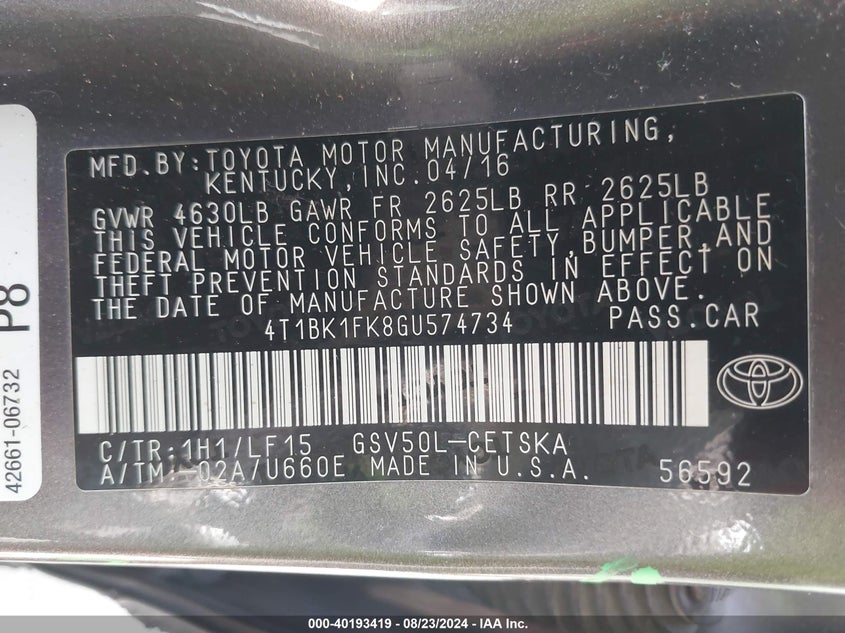 MFD.BY:TOYOTA MOTOR MANUFACTURING,
KENTUCKY,INC.04/16
GVWR 4630LB GAWR FR 2625LB RR 2625LB
THIS VEHICLE CONFORMS TO ALL APPLICABLE
FEDERAL MOTOR VEHICLE SAFETY,BUMPER,AND
THEFT PREVENTION STANDARDS IN EFFECT ON
THE DATE OF MANUFACTURE SHOWN ABOVE.
4T1BK1FK8GU574734 PASS.CAR
C/TR:1H1/LF15 GSV50L-CETSKA
A/TM:-02A/U660E MADE IN U.S.A. 56592
P8
42661-06732
000-40193419 - 08/23/2024 - IAA Inc.